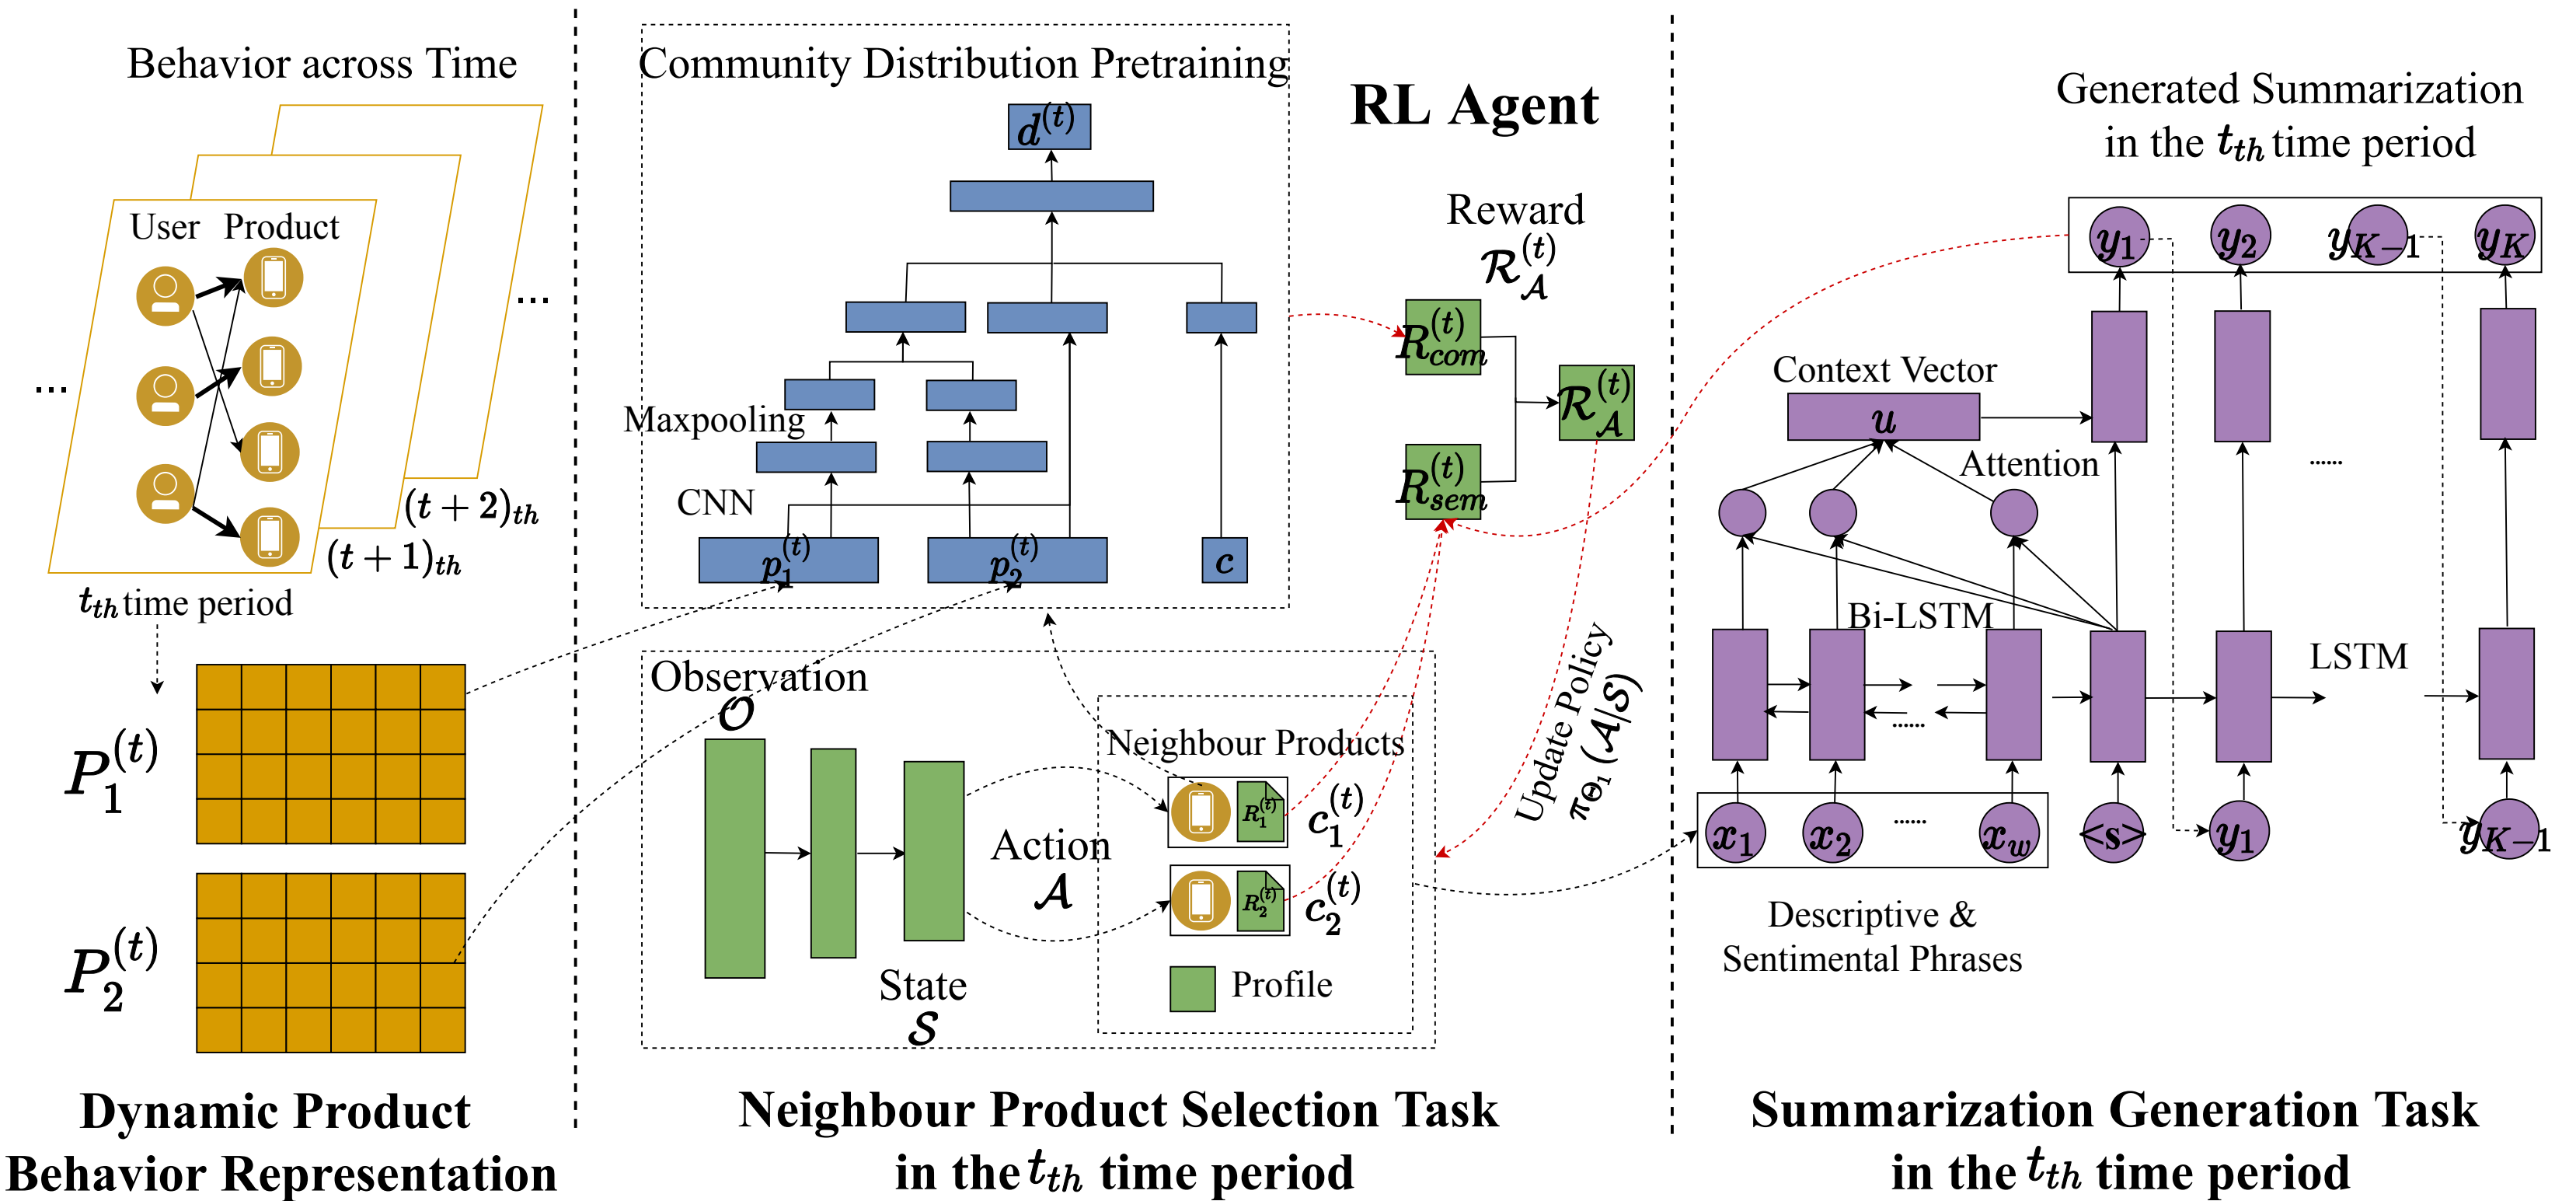 Behavior across Time
User Product
...
...
(t + 2)th
(t + 1)th
tth time period
P1(t)
P2(t)
Dynamic Product
Behavior Representation
Community Distribution Pretraining
d(t)
Maxpooling
CNN
p1(t)
p2(t)
c
RL Agent
Reward
RA(t)
Rcom(t)
Rsem(t)
RA(t)
Update Policy
πΘ1(A|S)
Observation
O
Action
A
State
S
Neighbour Products
R1(t)
c1(t)
R2(t)
c2(t)
Profile
Neighbour Product Selection Task
in the tth time period
Generated Summarization
in the tth time period
y1 y2 yK−1 yK
Context Vector
u
Attention
......
Bi-LSTM
LSTM
......
x1 x2 ...... xw <s> y1 yK−1
Descriptive &
Sentimental Phrases
Summarization Generation Task
in the tth time period